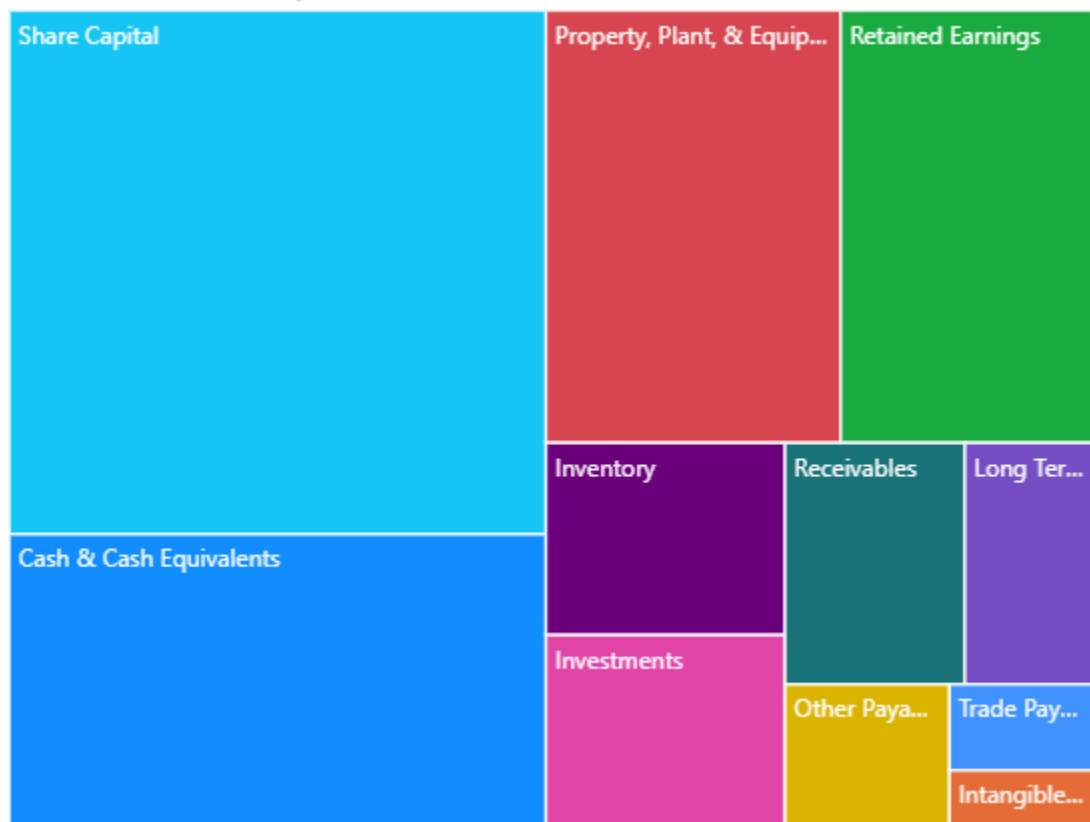 Share Capital
Property, Plant, & Equip...
Retained Earnings
Inventory
Receivables
Long Ter...
Cash & Cash Equivalents
Investments
Other Paya...
Trade Pay...
Intangible...